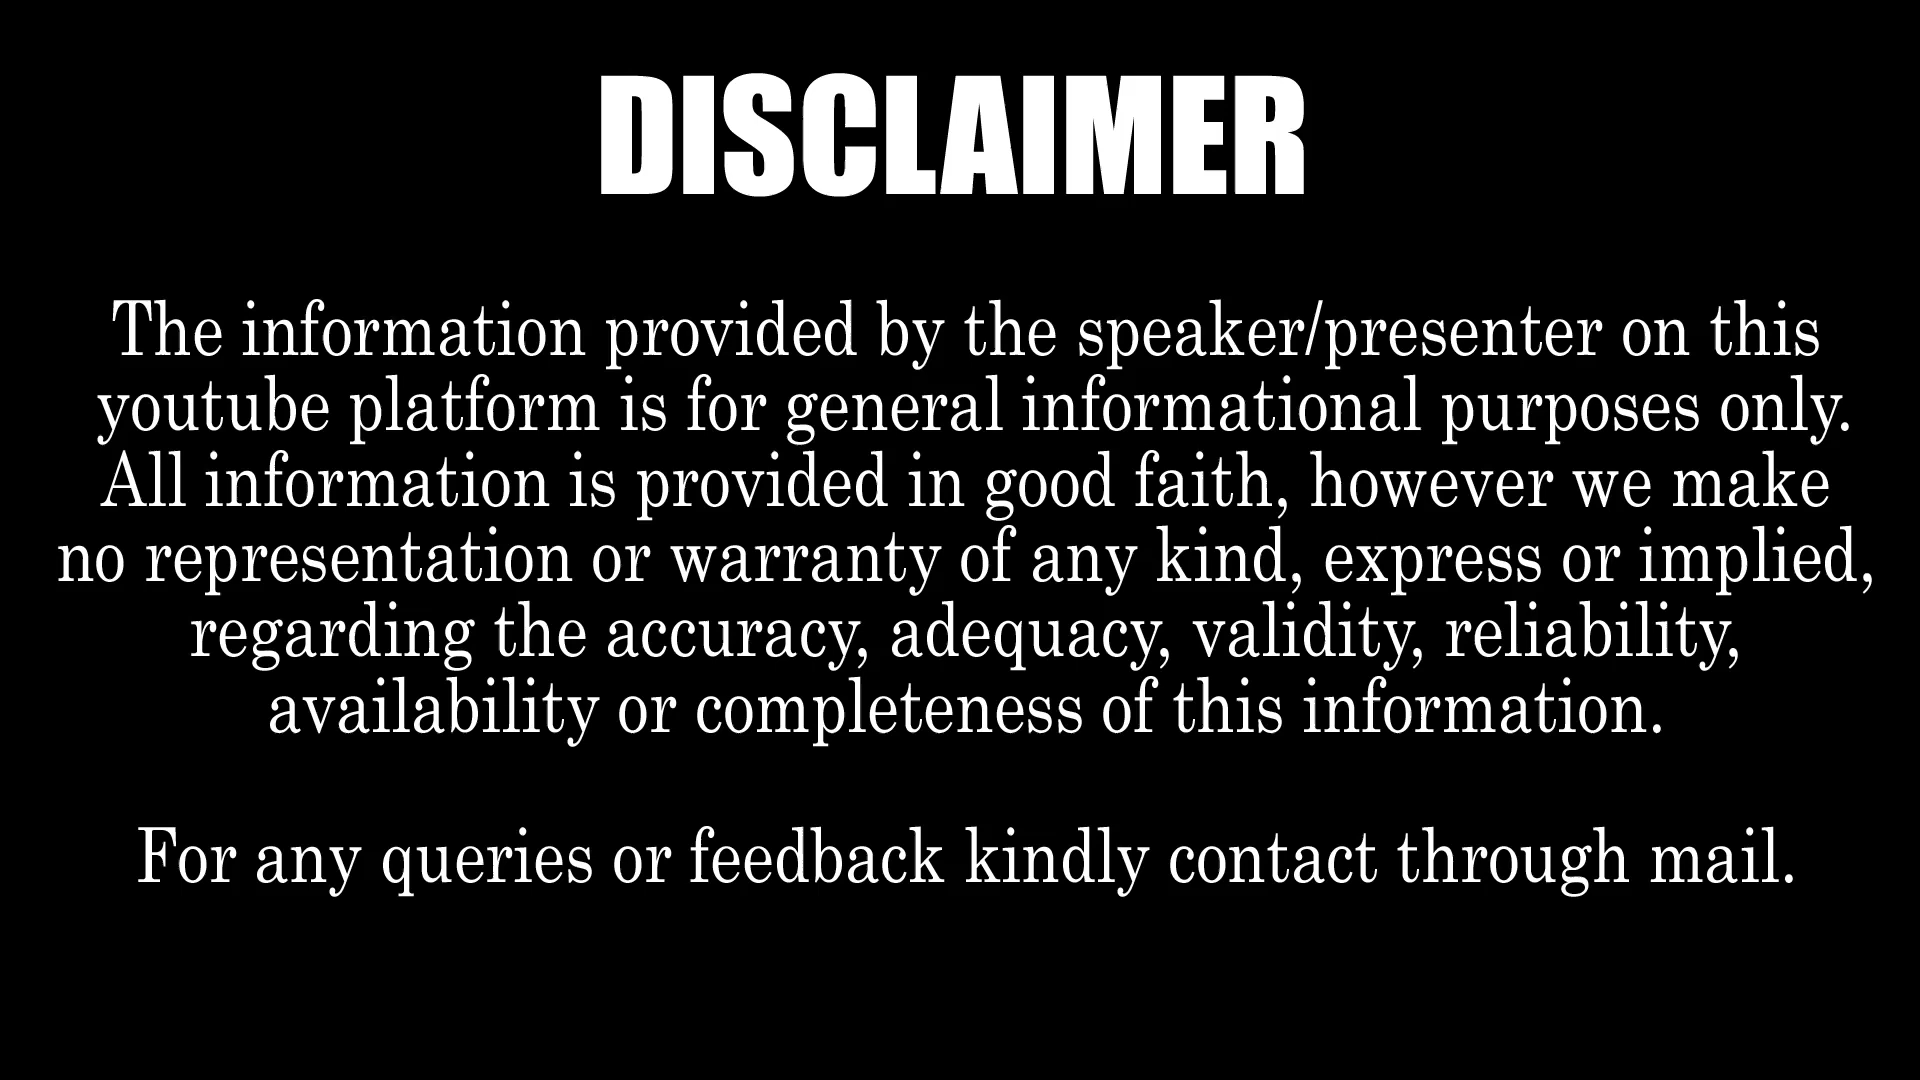 DISCLAIMER
The information provided by the speaker/presenter on this
youtube platform is for general informational purposes only.
All information is provided in good faith, however we make
no representation or warranty of any kind, express or implied,
regarding the accuracy, adequacy, validity, reliability,
availability or completeness of this information.
For any queries or feedback kindly contact through mail.